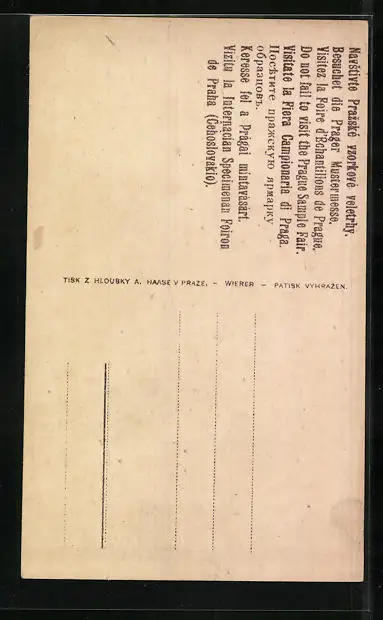 Navštivte Pražské vzorkové veletrhy.
Besuchet die Prager Mustermesse.
Visitez la Foire d'Echantillons de Prague.
Do not fail to visit the Prague Sample Fair.
Visitate la Fiera Campionaria di Praga.
Посѣтите пражскую ярмарку
образцовъ.
Keresse fel a Prágai mintavásárt.
Vizitu la Internacian Specimenan Foiron
de Praha (Cehoslovakio).
TISK Z HLOUBKY A. HAASE V PRAZE. – WIERER – PATISK VYHRAŽEN.